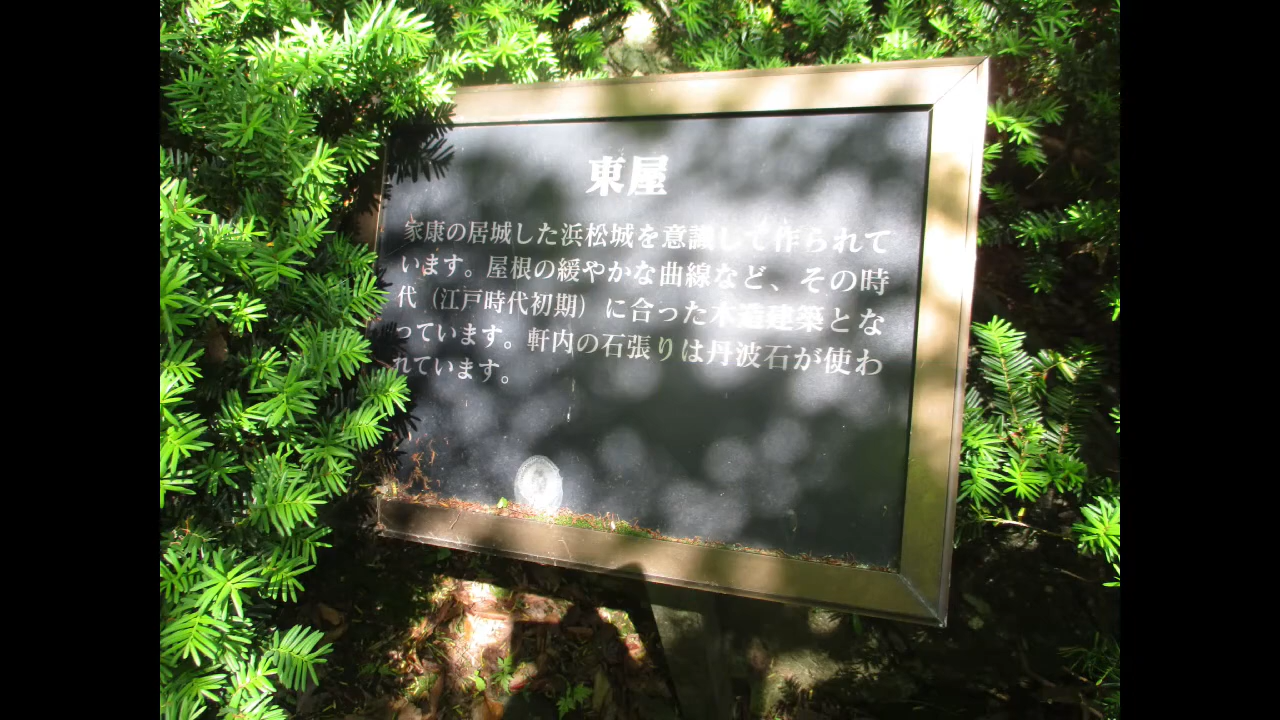 東屋
家康の居城した浜松城を意識して作られて
います。屋根の緩やかな曲線など、その時
代（江戸時代初期）に合った木造建築とな
っています。軒内の石張りは丹波石が使わ
れています。